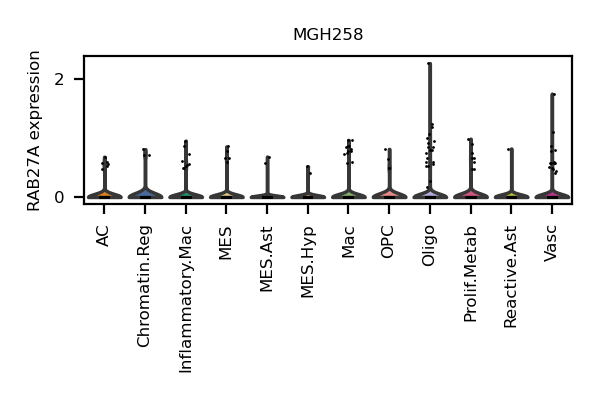 MGH258
RAB27A expression
2
0
AC
Chromatin.Reg
Inflammatory.Mac
MES
MES.Ast
MES.Hyp
Mac
OPC
Oligo
Prolif.Metab
Reactive.Ast
Vasc